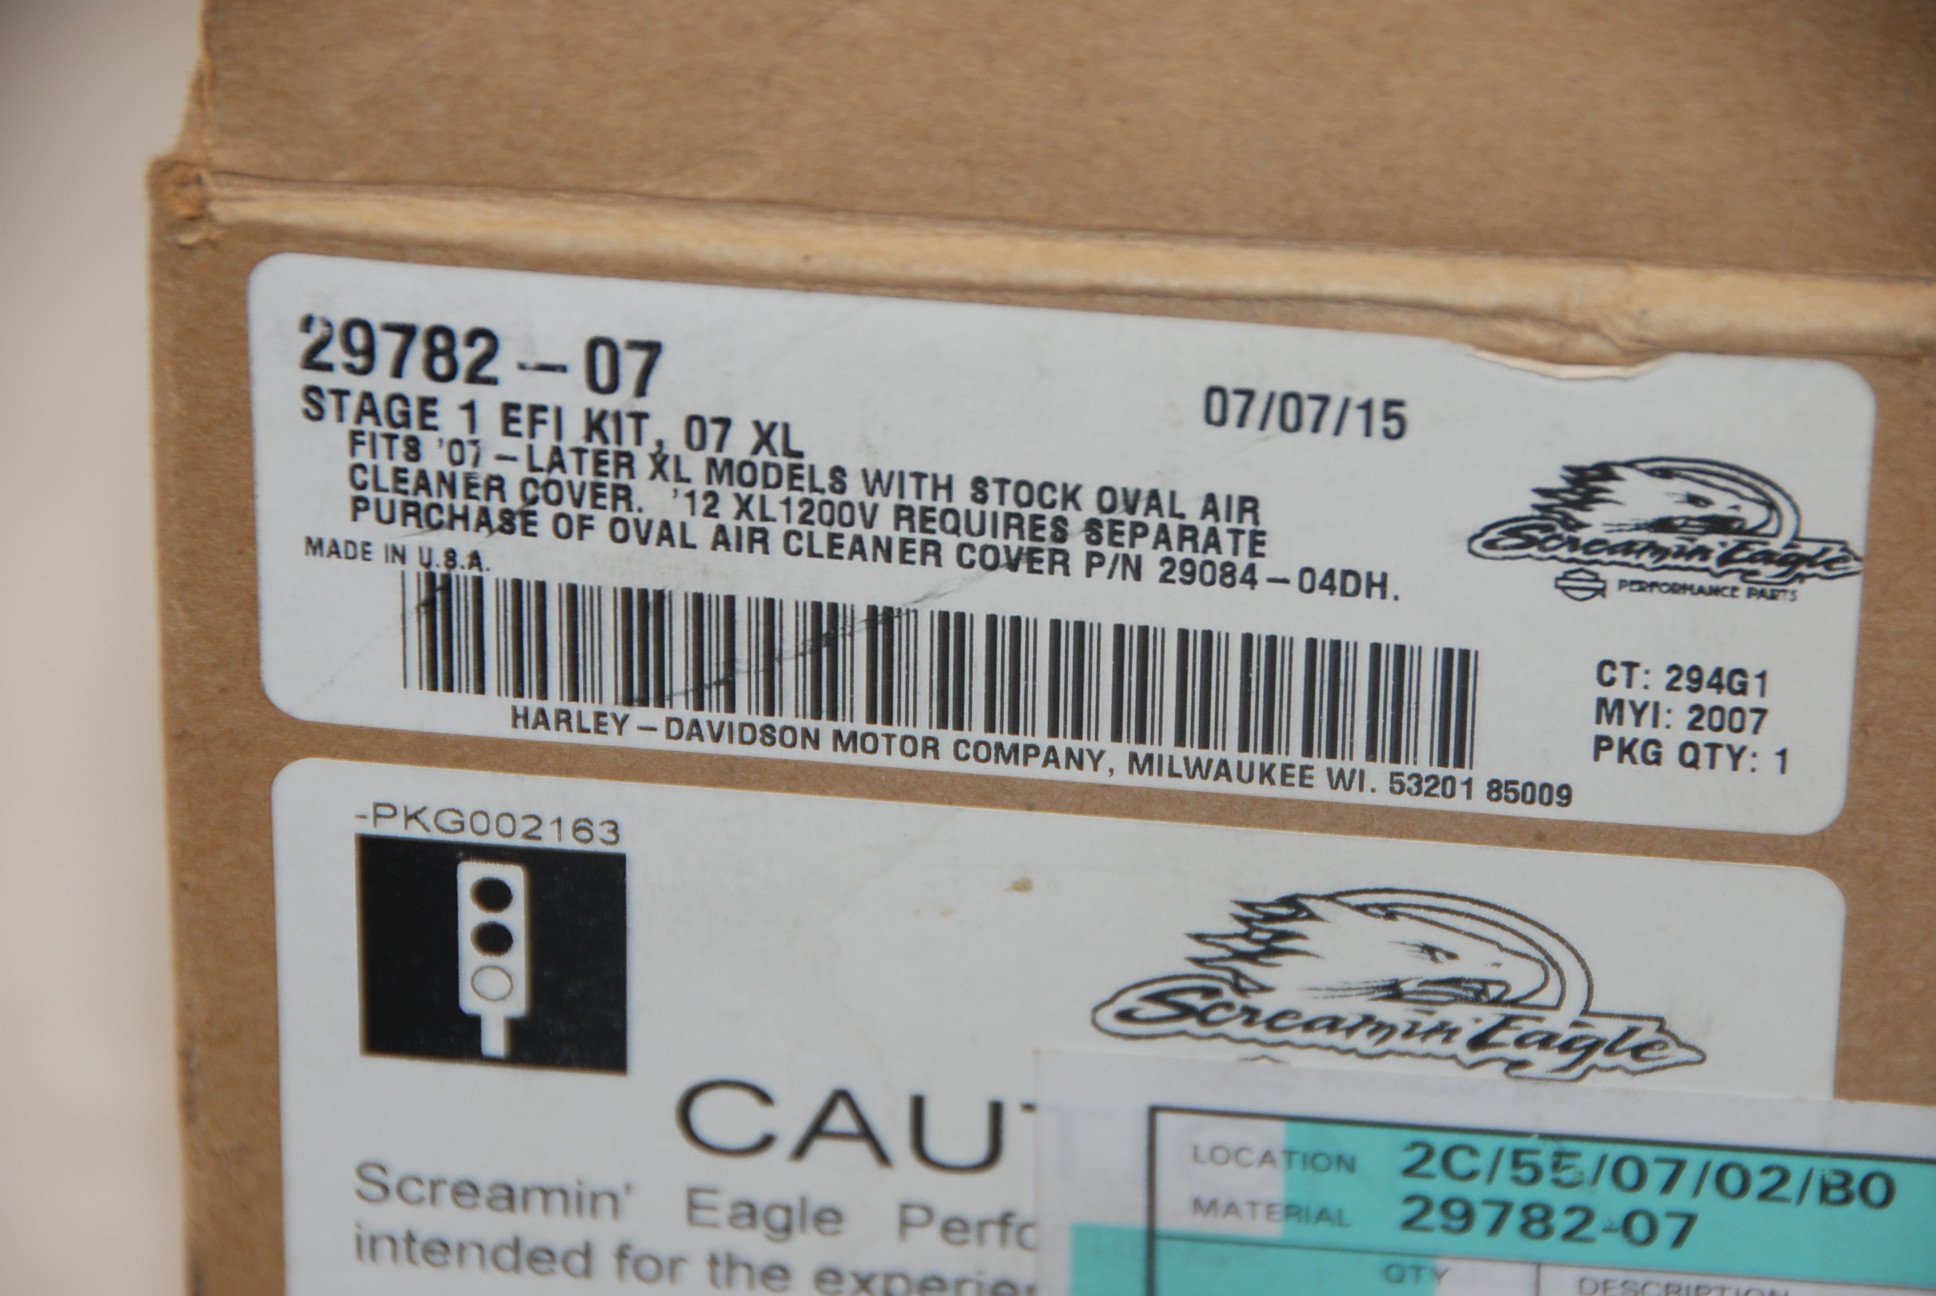 29782-07
07/07/15
STAGE 1 EFI KIT, 07 XL
FITS '07-LATER XL MODELS WITH STOCK OVAL AIR
CLEANER COVER. '12 XL1200V REQUIRES SEPARATE
PURCHASE OF OVAL AIR CLEANER COVER P/N 29084-04DH.
MADE IN U.S.A.
Screamin' Eagle
PERFORMANCE PARTS
CT: 294G1
MYI: 2007
PKG QTY: 1
HARLEY-DAVIDSON MOTOR COMPANY, MILWAUKEE WI. 53201 85009
-PKG002163
Screamin' Eagle
CAUT
Screamin' Eagle Perfo
intended for the experie
LOCATION 2C/55/07/02/B0
MATERIAL 29782-07
QTY DESCRIPTION